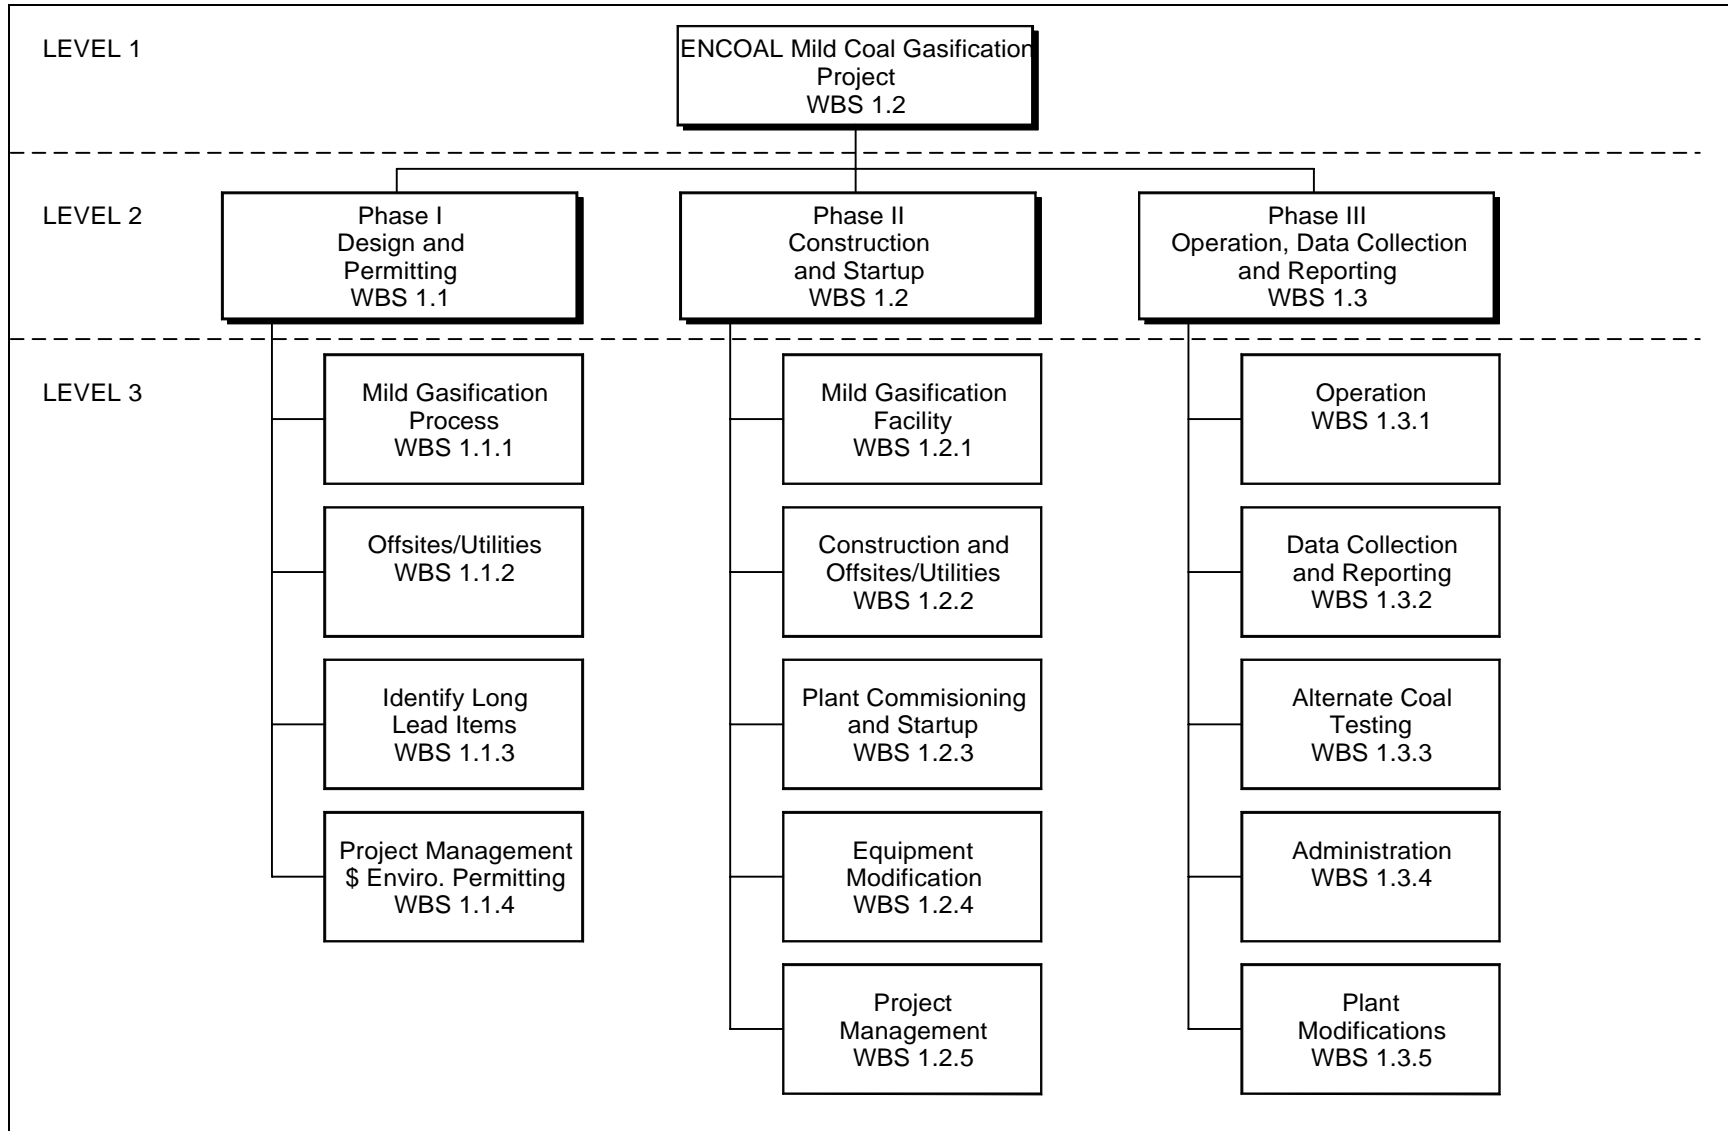 LEVEL 1
ENCOAL Mild Coal Gasification
Project
WBS 1.2
LEVEL 2
Phase I
Design and
Permitting
WBS 1.1
Phase II
Construction
and Startup
WBS 1.2
Phase III
Operation, Data Collection
and Reporting
WBS 1.3
LEVEL 3
Mild Gasification
Process
WBS 1.1.1
Offsites/Utilities
WBS 1.1.2
Identify Long
Lead Items
WBS 1.1.3
Project Management
$ Enviro. Permitting
WBS 1.1.4
Mild Gasification
Facility
WBS 1.2.1
Construction and
Offsites/Utilities
WBS 1.2.2
Plant Commisioning
and Startup
WBS 1.2.3
Equipment
Modification
WBS 1.2.4
Project
Management
WBS 1.2.5
Operation
WBS 1.3.1
Data Collection
and Reporting
WBS 1.3.2
Alternate Coal
Testing
WBS 1.3.3
Administration
WBS 1.3.4
Plant
Modifications
WBS 1.3.5